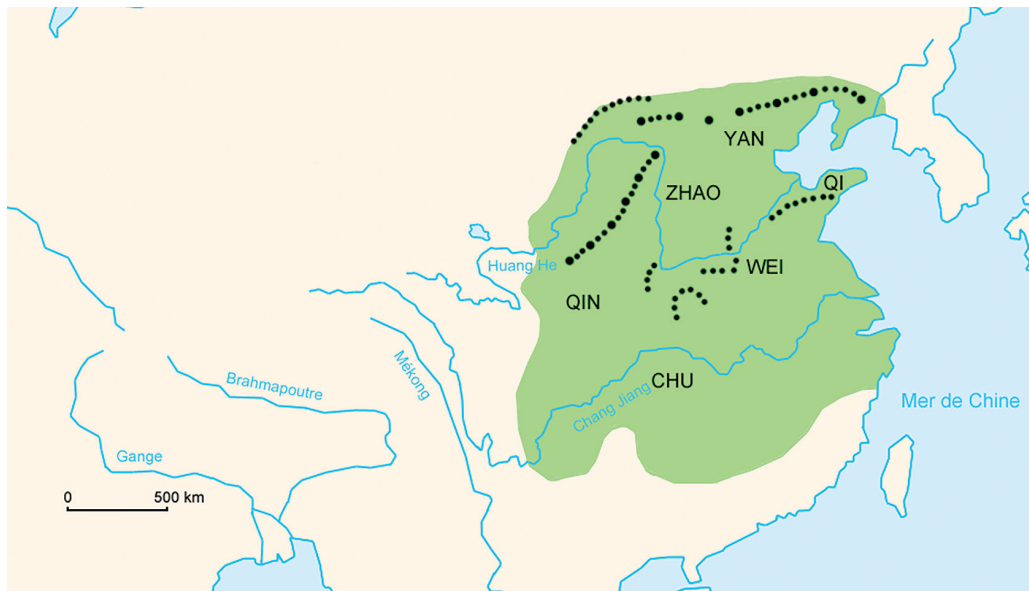 YAN
ZHAO
QI
Huang He
WEI
QIN
Mékong
Brahmapoutre
CHU
Chang Jiang
Mer de Chine
Gange
0 500 km